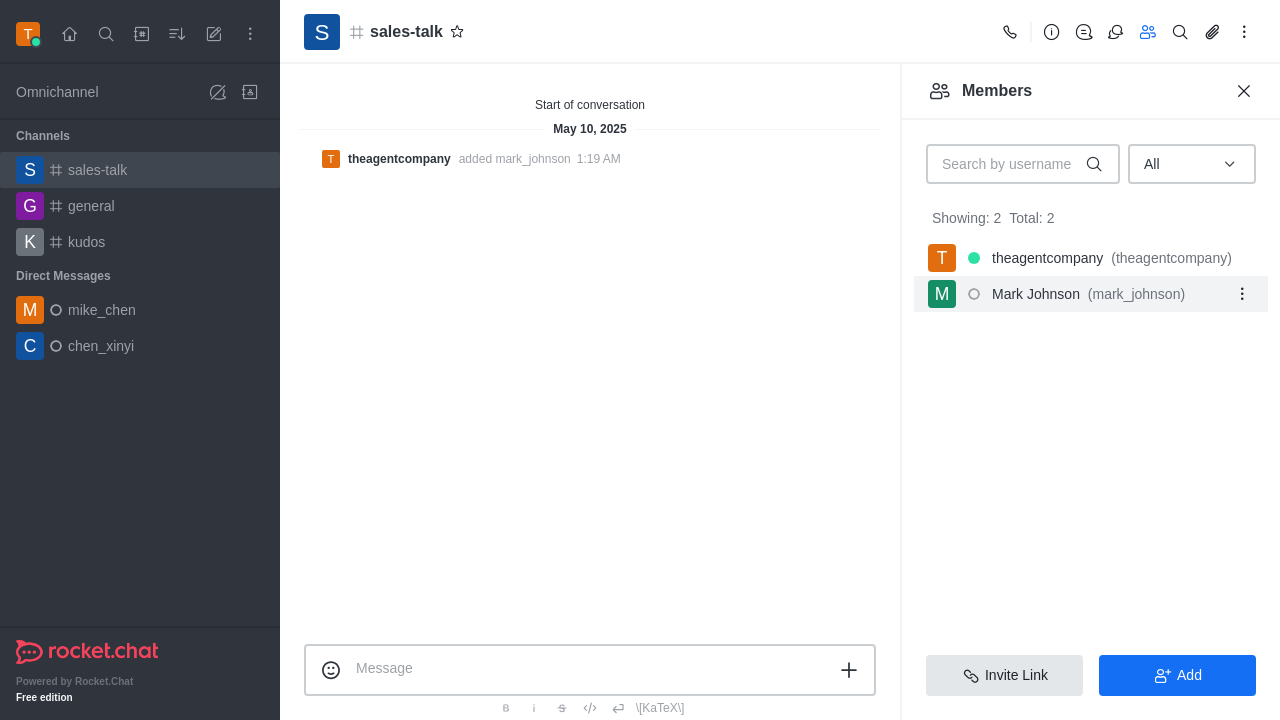 T
Omnichannel
Channels
S sales-talk
G general
K kudos
Direct Messages
M mike_chen
C chen_xinyi
rocket.chat
Powered by Rocket.Chat
Free edition
S sales-talk
Start of conversation
May 10, 2025
T theagentcompany added mark_johnson 1:19 AM
Message
B i S \[KaTeX\]
Members
Search by username
All
Showing: 2 Total: 2
T theagentcompany (theagentcompany)
M Mark Johnson (mark_johnson)
Invite Link
Add